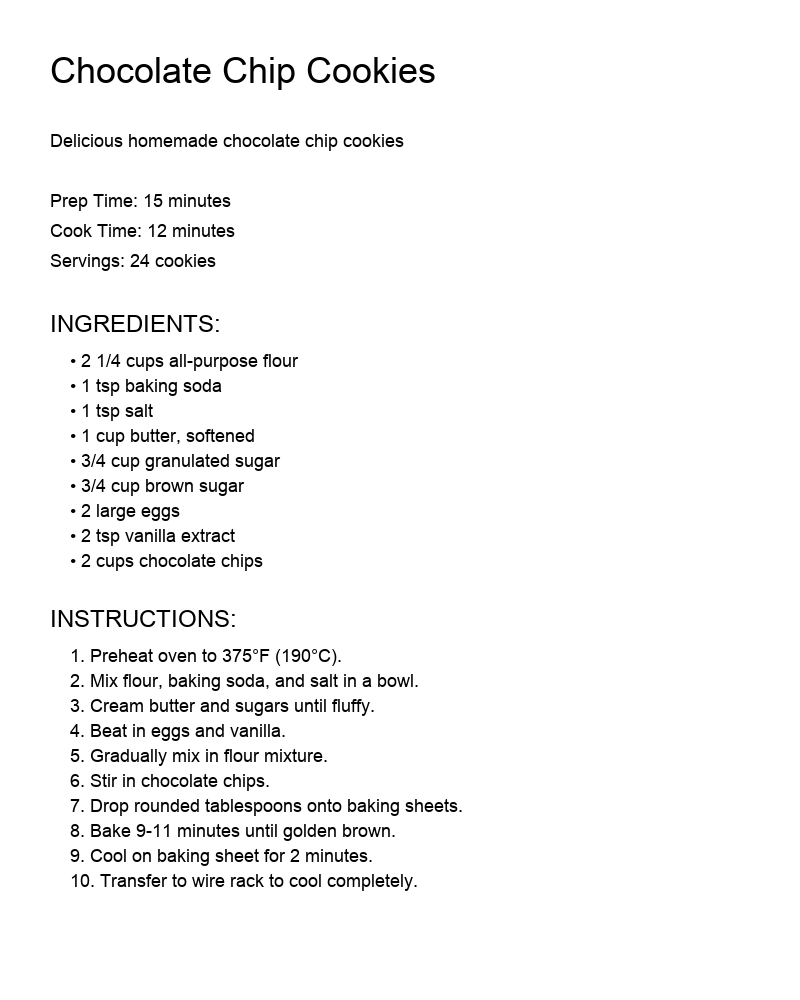 Chocolate Chip Cookies
Delicious homemade chocolate chip cookies
Prep Time: 15 minutes
Cook Time: 12 minutes
Servings: 24 cookies
INGREDIENTS:
• 2 1/4 cups all-purpose flour
• 1 tsp baking soda
• 1 tsp salt
• 1 cup butter, softened
• 3/4 cup granulated sugar
• 3/4 cup brown sugar
• 2 large eggs
• 2 tsp vanilla extract
• 2 cups chocolate chips
INSTRUCTIONS:
1. Preheat oven to 375°F (190°C).
2. Mix flour, baking soda, and salt in a bowl.
3. Cream butter and sugars until fluffy.
4. Beat in eggs and vanilla.
5. Gradually mix in flour mixture.
6. Stir in chocolate chips.
7. Drop rounded tablespoons onto baking sheets.
8. Bake 9-11 minutes until golden brown.
9. Cool on baking sheet for 2 minutes.
10. Transfer to wire rack to cool completely.